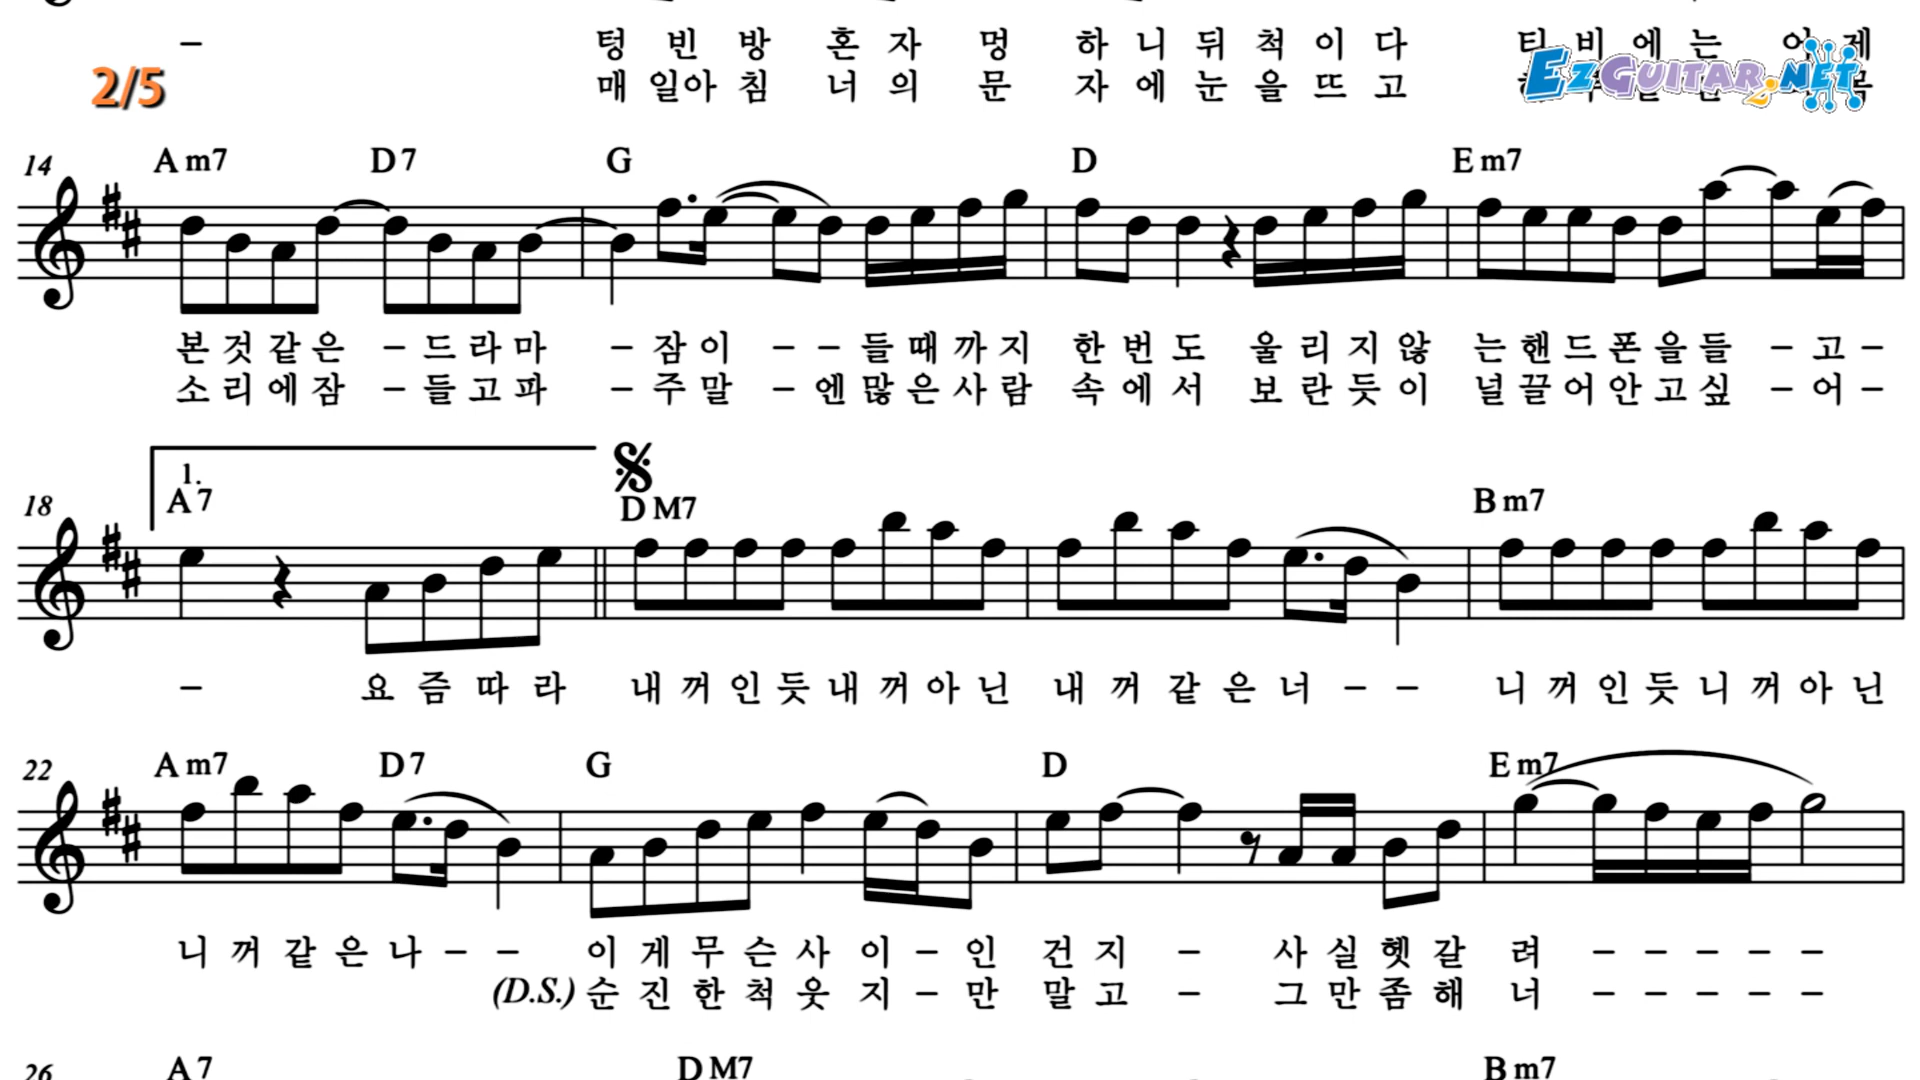 – 텅 빈 방 혼 자 멍 하 니 뒤 척 이 다 티 비 에 는 어 제
2/5 매 일 아 침 너 의 문 자 에 눈 을 뜨 고
EzGuitar.net
14 Am7 D7 G D Em7
본 것 같 은 – 드 라 마 – 잠 이 – – 들 때 까 지 한 번 도 울 리 지 않 는 핸 드 폰 을 들 – 고 –
소 리 에 잠 – 들 고 파 – 주 말 – 엔 많 은 사 람 속 에 서 보 란 듯 이 널 끌 어 안 고 싶 – 어 –
1.
18 A7 DM7 Bm7
– 요 즘 따 라 내 꺼 인 듯 내 꺼 아 닌 내 꺼 같 은 너 – – 니 꺼 인 듯 니 꺼 아 닌
22 Am7 D7 G D Em7
니 꺼 같 은 나 – – 이 게 무 슨 사 이 – 인 건 지 – 사 실 헷 갈 려 – – – – –
(D.S.) 순 진 한 척 웃 지 – 만 말 고 – 그 만 좀 해 너 – – – – –
26 A7 DM7 Bm7